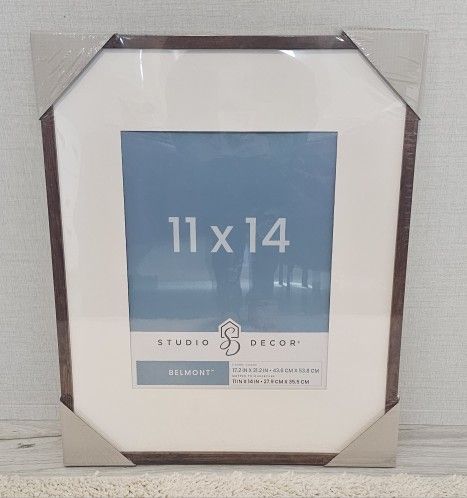 11 x 14
STUDIO DECOR®
BELMONT™
17.2 IN X 21.2 IN • 43.6 CM X 53.8 CM
11 IN X 14 IN • 27.9 CM X 35.5 CM